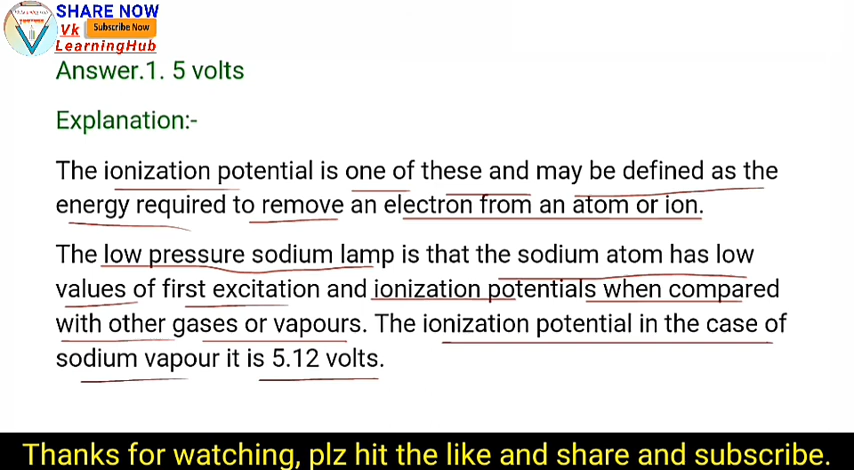 SHARE NOW
Vk
Subscribe Now
LearningHub
Answer.1. 5 volts
Explanation:-
The ionization potential is one of these and may be defined as the
energy required to remove an electron from an atom or ion.
The low pressure sodium lamp is that the sodium atom has low
values of first excitation and ionization potentials when compared
with other gases or vapours. The ionization potential in the case of
sodium vapour it is 5.12 volts.
Thanks for watching, plz hit the like and share and subscribe.